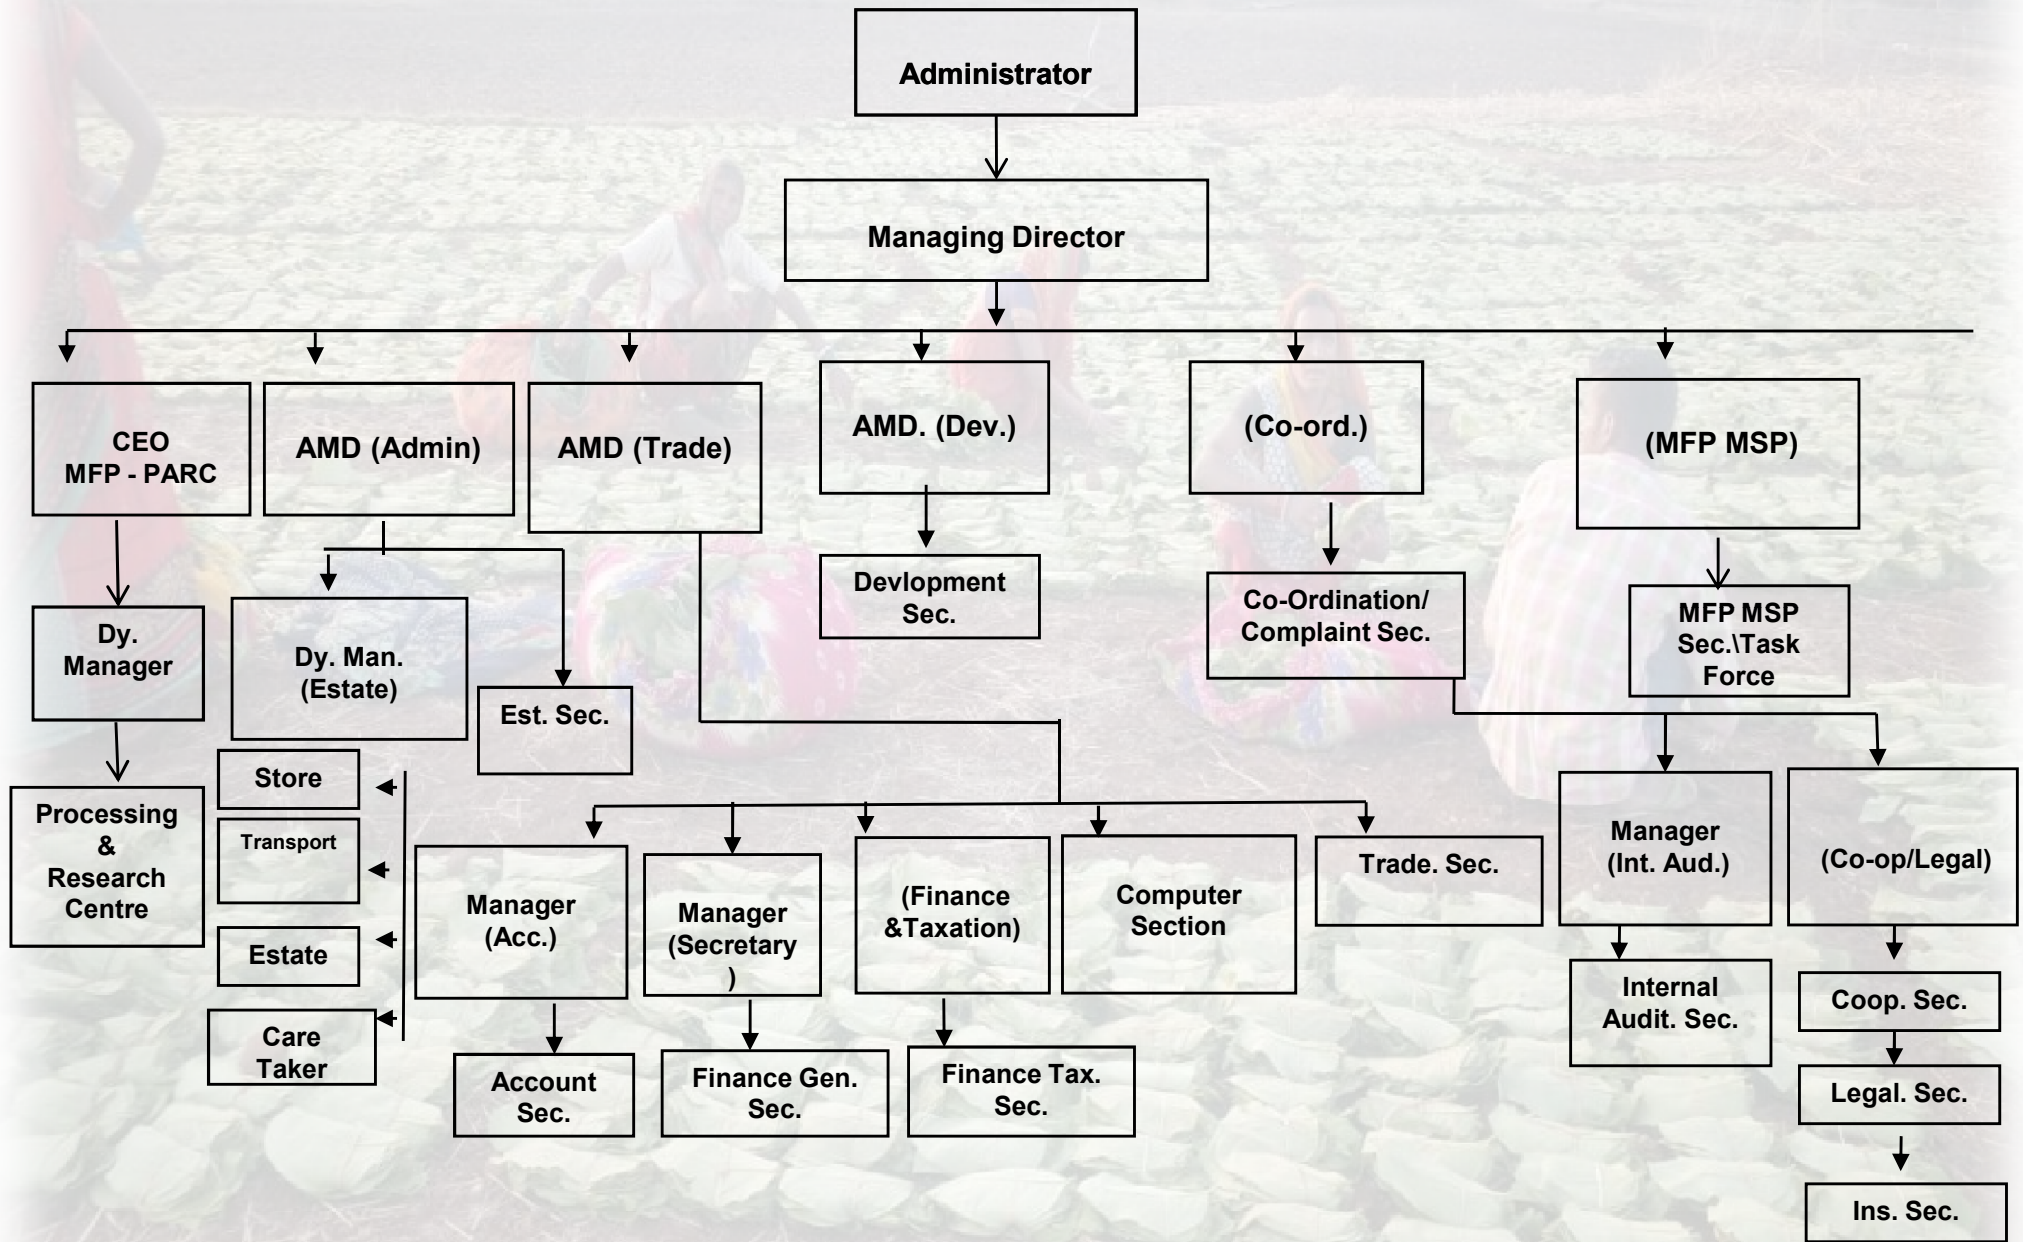 Administrator
Managing Director
CEO
MFP - PARC
AMD (Admin)
AMD (Trade)
AMD. (Dev.)
(Co-ord.)
(MFP MSP)
Dy.
Manager
Dy. Man.
(Estate)
Est. Sec.
Devlopment
Sec.
Co-Ordination/
Complaint Sec.
MFP MSP
Sec.\Task
Force
Processing
&
Research
Centre
Store
Transport
Estate
Care
Taker
Manager
(Acc.)
Manager
(Secretary
)
(Finance
&Taxation)
Computer
Section
Trade. Sec.
Manager
(Int. Aud.)
(Co-op/Legal)
Account
Sec.
Finance Gen.
Sec.
Finance Tax.
Sec.
Internal
Audit. Sec.
Coop. Sec.
Legal. Sec.
Ins. Sec.